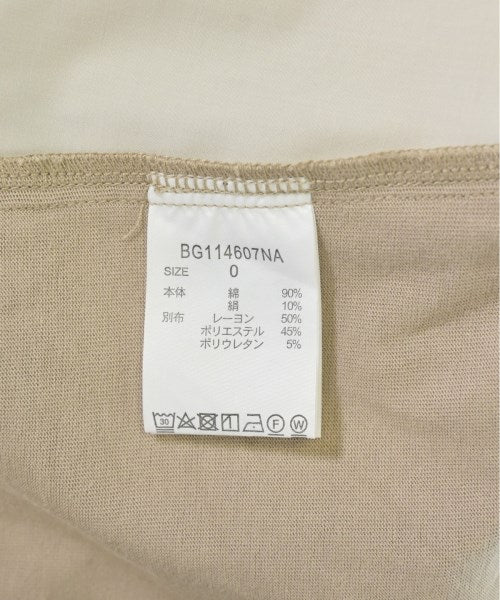 BG114607NA
SIZE 0
本体 綿 90%
絹 10%
別布 レーヨン 50%
ポリエステル 45%
ポリウレタン 5%
30 F W